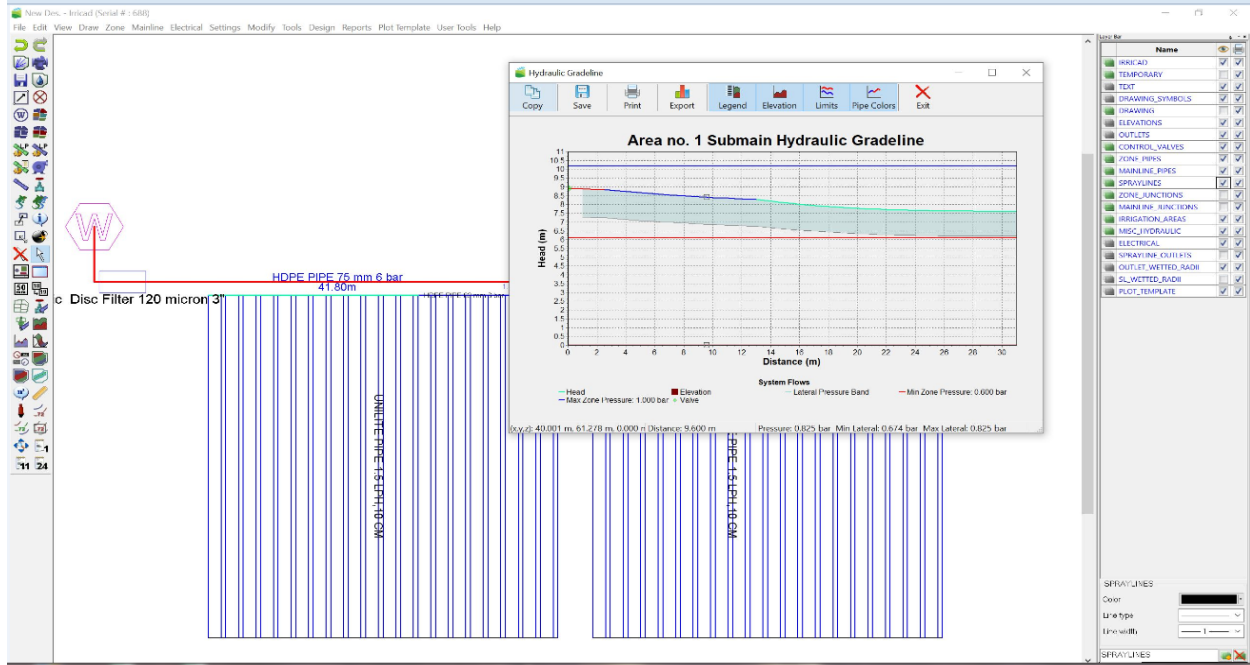 New Des. - Irricad (Serial # : 688)
File Edit View Draw Zone Mainline Electrical Settings Modify Tools Design Reports Plot Template User Tools Help
Layer Bar
Name
IRRICAD
TEMPORARY
TEXT
DRAWING_SYMBOLS
DRAWING
ELEVATIONS
OUTLETS
CONTROL_VALVES
ZONE_PIPES
MAINLINE_PIPES
SPRAYLINES
ZONE_JUNCTIONS
MAINLINE_JUNCTIONS
IRRIGATION_AREAS
MISC_HYDRAULIC
ELECTRICAL
SPRAYLINE_OUTLETS
OUTLET_WETTED_RADII
SL_WETTED_RADII
PLOT_TEMPLATE
Hydraulic Gradeline
Copy Save Print Export Legend Elevation Limits Pipe Colors Exit
Area no. 1 Submain Hydraulic Gradeline
Head (m)
11
10.5
10
9.5
9
8.5
8
7.5
7
6.5
6
5.5
5
4.5
4
3.5
3
2.5
2
1.5
1
0.5
0
0 2 4 6 8 10 12 14 16 18 20 22 24 26 28 30
Distance (m)
System Flows
Head Elevation Lateral Pressure Band Min Zone Pressure: 0.600 bar
Max Zone Pressure: 1.000 bar Valve
(x,y,z): 40.001 m, 61.278 m, 0.000 n Distance: 9.600 m Pressure: 0.825 bar Min Lateral: 0.674 bar Max Lateral: 0.825 bar
W
HDPE PIPE 75 mm 6 bar
41.80m
c Disc Filter 120 micron 3"
UNILITE PIPE 1.5 LPH,10 CM
PIPE 1.5 LPH,10 CM
11 24
SPRAYLINES
Color
Line type
Line width
1
SPRAYLINES